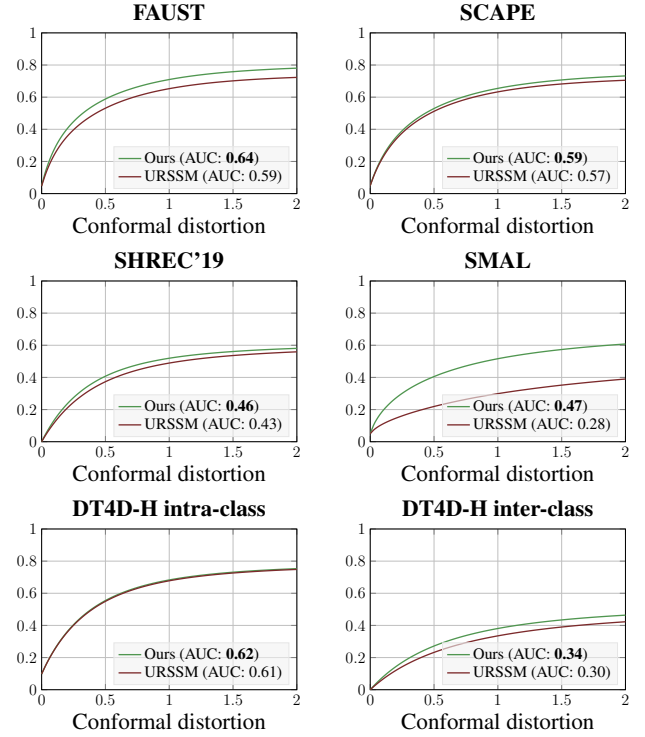 FAUST
1
0.8
0.6
0.4
0.2
0
Ours (AUC: 0.64)
URSSM (AUC: 0.59)
0 0.5 1 1.5 2
Conformal distortion
SCAPE
1
0.8
0.6
0.4
0.2
0
Ours (AUC: 0.59)
URSSM (AUC: 0.57)
0 0.5 1 1.5 2
Conformal distortion
SHREC'19
1
0.8
0.6
0.4
0.2
0
Ours (AUC: 0.46)
URSSM (AUC: 0.43)
0 0.5 1 1.5 2
Conformal distortion
SMAL
1
0.8
0.6
0.4
0.2
0
Ours (AUC: 0.47)
URSSM (AUC: 0.28)
0 0.5 1 1.5 2
Conformal distortion
DT4D-H intra-class
1
0.8
0.6
0.4
0.2
0
Ours (AUC: 0.62)
URSSM (AUC: 0.61)
0 0.5 1 1.5 2
Conformal distortion
DT4D-H inter-class
1
0.8
0.6
0.4
0.2
0
Ours (AUC: 0.34)
URSSM (AUC: 0.30)
0 0.5 1 1.5 2
Conformal distortion